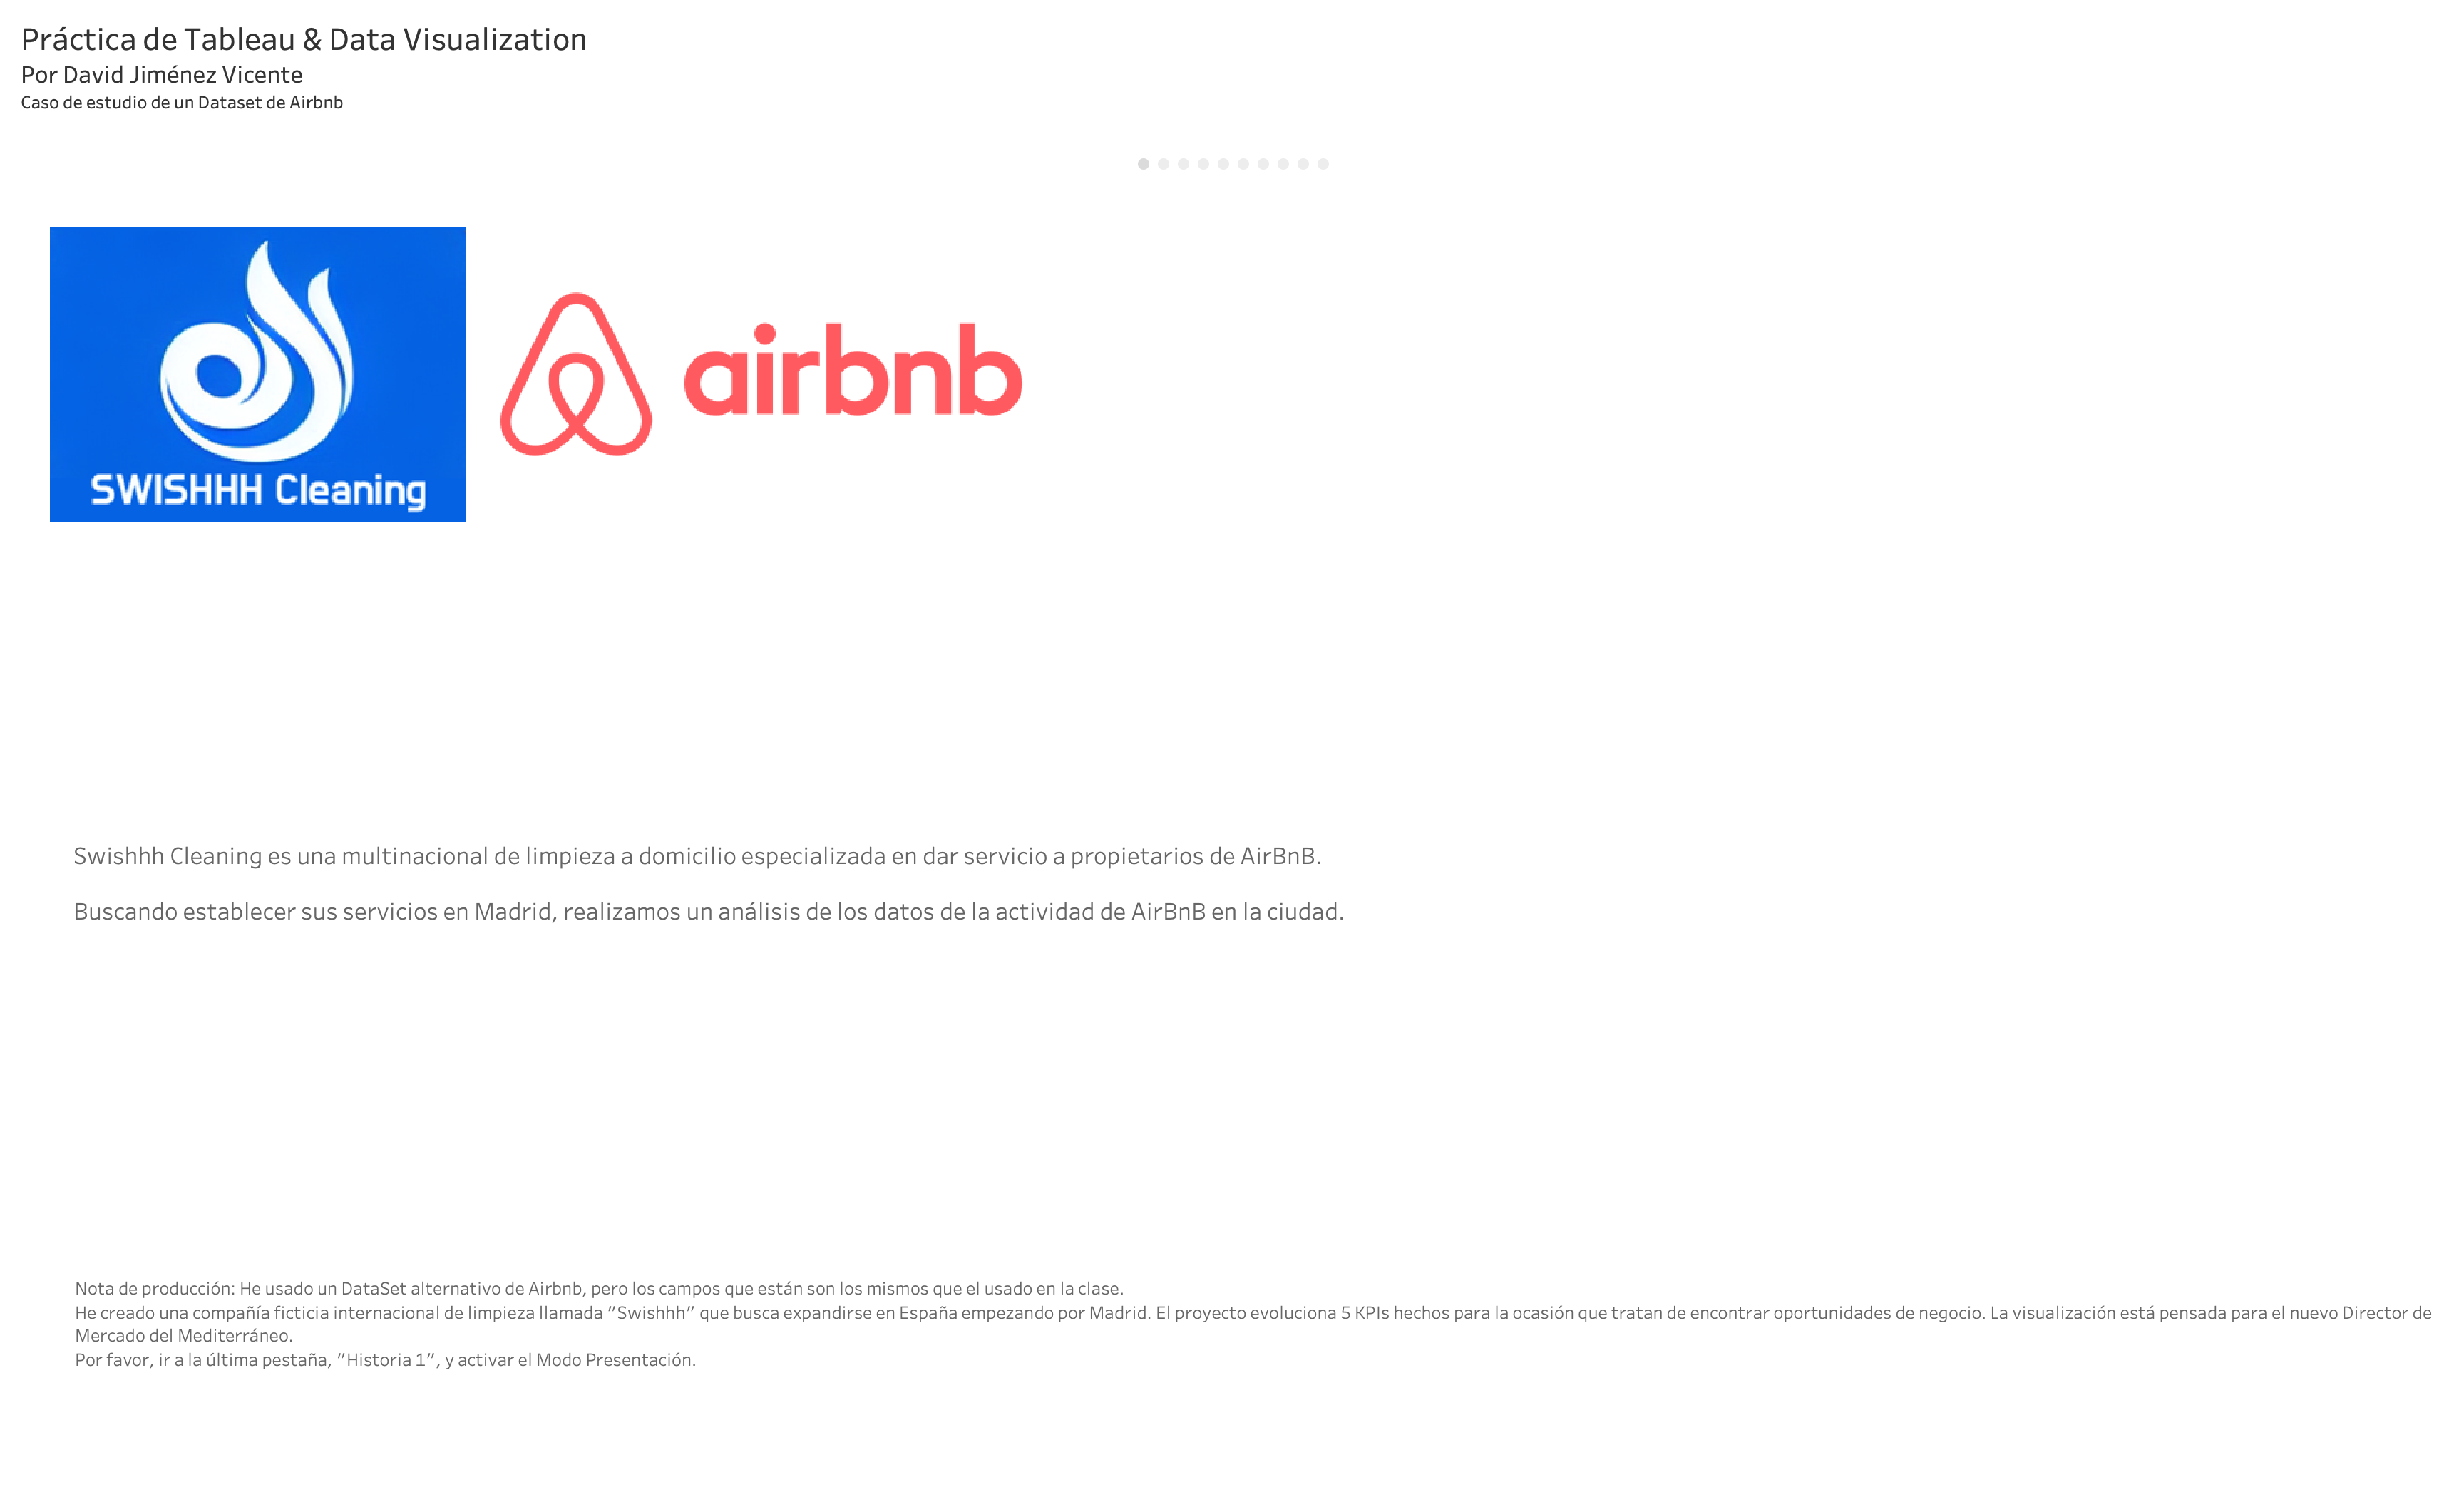 Práctica de Tableau & Data Visualization
Por David Jiménez Vicente
Caso de estudio de un Dataset de Airbnb
SWISHHH Cleaning
airbnb
Swishhh Cleaning es una multinacional de limpieza a domicilio especializada en dar servicio a propietarios de AirBnB.
Buscando establecer sus servicios en Madrid, realizamos un análisis de los datos de la actividad de AirBnB en la ciudad.
Nota de producción: He usado un DataSet alternativo de Airbnb, pero los campos que están son los mismos que el usado en la clase.
He creado una compañía ficticia internacional de limpieza llamada "Swishhh" que busca expandirse en España empezando por Madrid. El proyecto evoluciona 5 KPIs hechos para la ocasión que tratan de encontrar oportunidades de negocio. La visualización está pensada para el nuevo Director de
Mercado del Mediterráneo.
Por favor, ir a la última pestaña, "Historia 1", y activar el Modo Presentación.